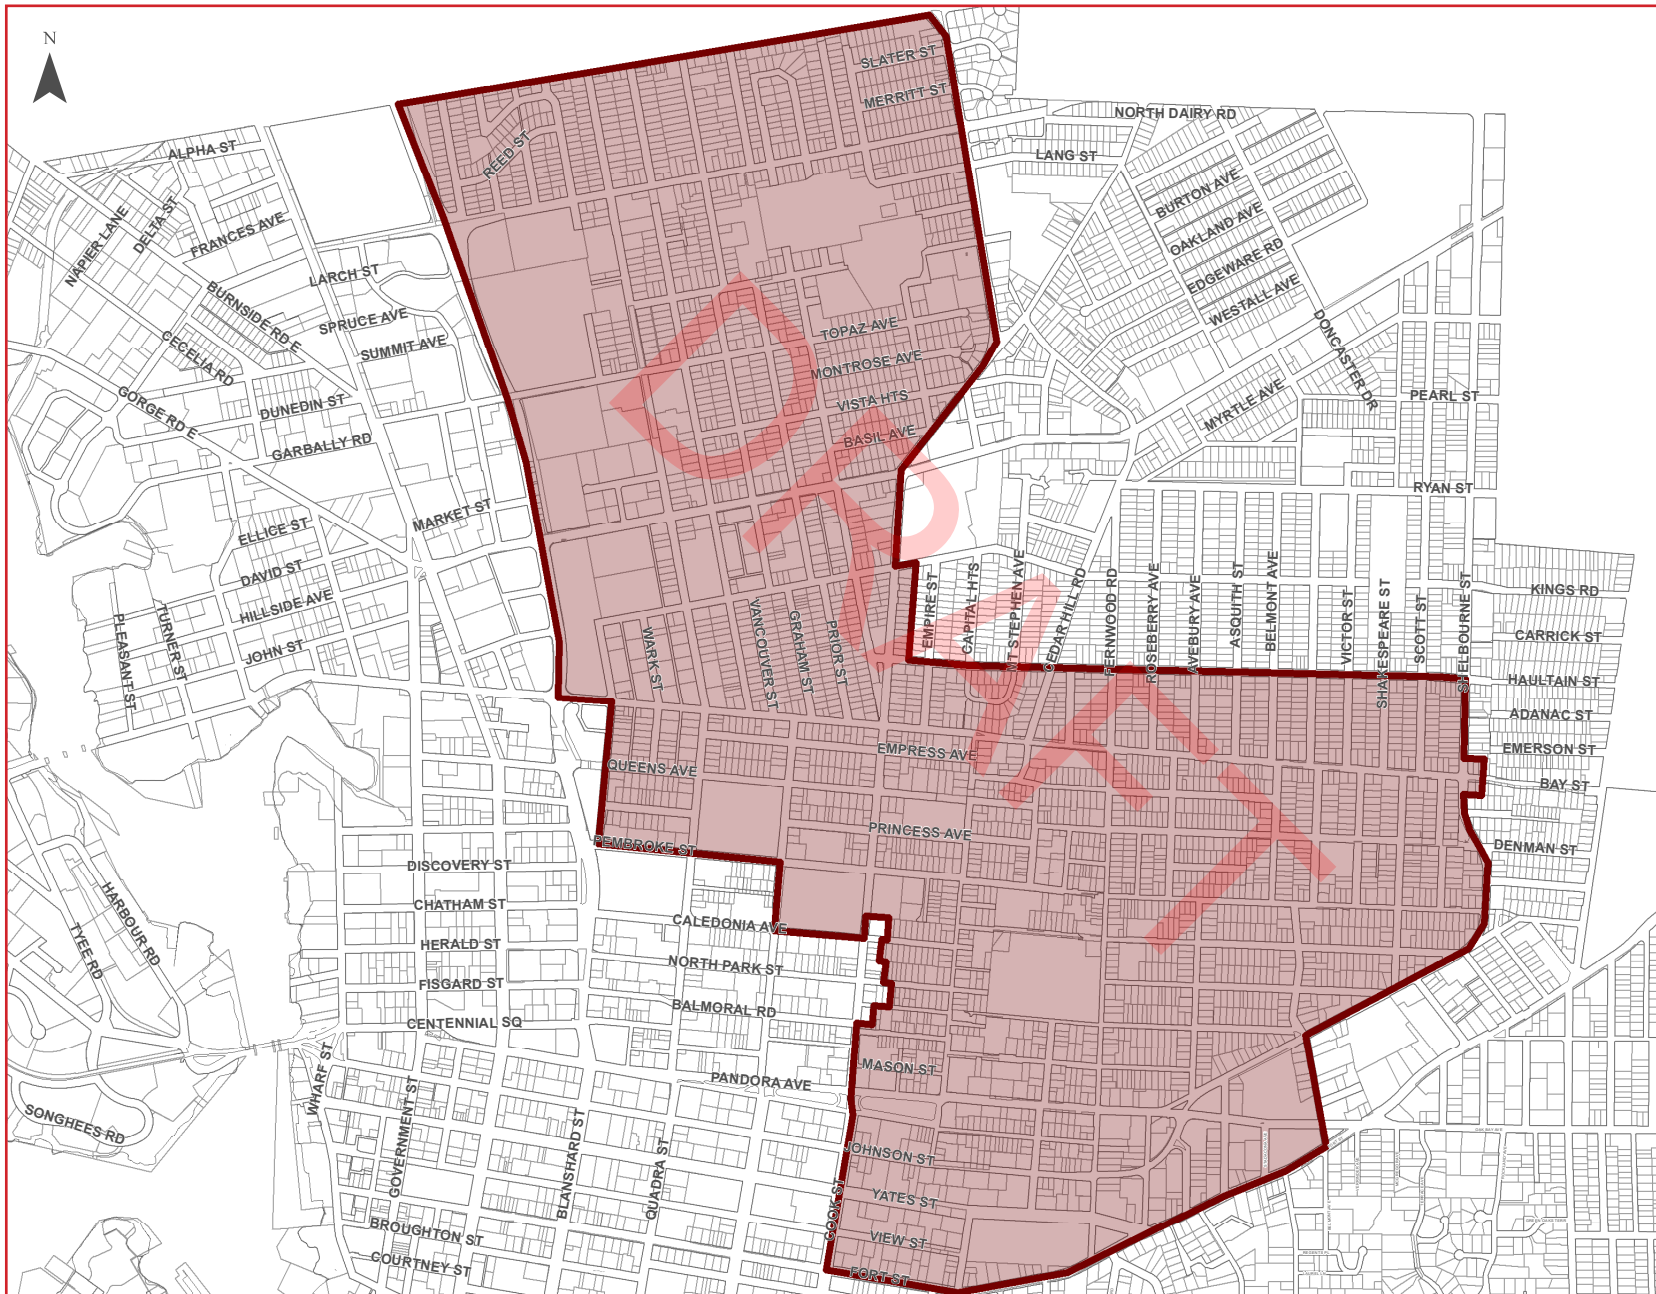 N
SLATER ST
MERRITT ST
NORTH DAIRY RD
ALPHA ST
REED ST
LANG ST
BURTON AVE
NAPIER LANE
DELTA ST
FRANCES AVE
OAKLAND AVE
EDGEWARE RD
LARCH ST
BURNSIDE RD E
WESTALL AVE
SPRUCE AVE
TOPAZ AVE
CECELIA RD
SUMMIT AVE
DONCASTER DR
MONTROSE AVE
GORGE RD E
DUNEDIN ST
VISTA HTS
PEARL ST
MYRTLE AVE
GARBALLY RD
BASIL AVE
RYAN ST
MARKET ST
ELLICE ST
DAVID ST
HILLSIDE AVE
JOHN ST
PLEASANT ST
TURNER ST
WARK ST
VANCOUVER ST
GRAHAM ST
PRIOR ST
EMPIRE ST
CAPITAL HTS
MT STEPHEN AVE
CEDAR HILL RD
FERNWOOD RD
ROSEBERRY AVE
AVEBURY AVE
ASQUITH ST
BELMONT AVE
VICTOR ST
SHAKESPEARE ST
SCOTT ST
SHELBOURNE ST
KINGS RD
CARRICK ST
HAULTAIN ST
ADANAC ST
EMERSON ST
BAY ST
DENMAN ST
EMPRESS AVE
QUEENS AVE
PRINCESS AVE
PEMBROKE ST
DISCOVERY ST
CHATHAM ST
CALEDONIA AVE
HERALD ST
NORTH PARK ST
FISGARD ST
BALMORAL RD
CENTENNIAL SQ
HARBOUR RD
TYEE RD
MASON ST
PANDORA AVE
WHARF ST
GOVERNMENT ST
SONGHEES RD
BLANSHARD ST
QUADRA ST
JOHNSON ST
YATES ST
COOK ST
VIEW ST
BROUGHTON ST
COURTNEY ST
FORT ST
DRAFT